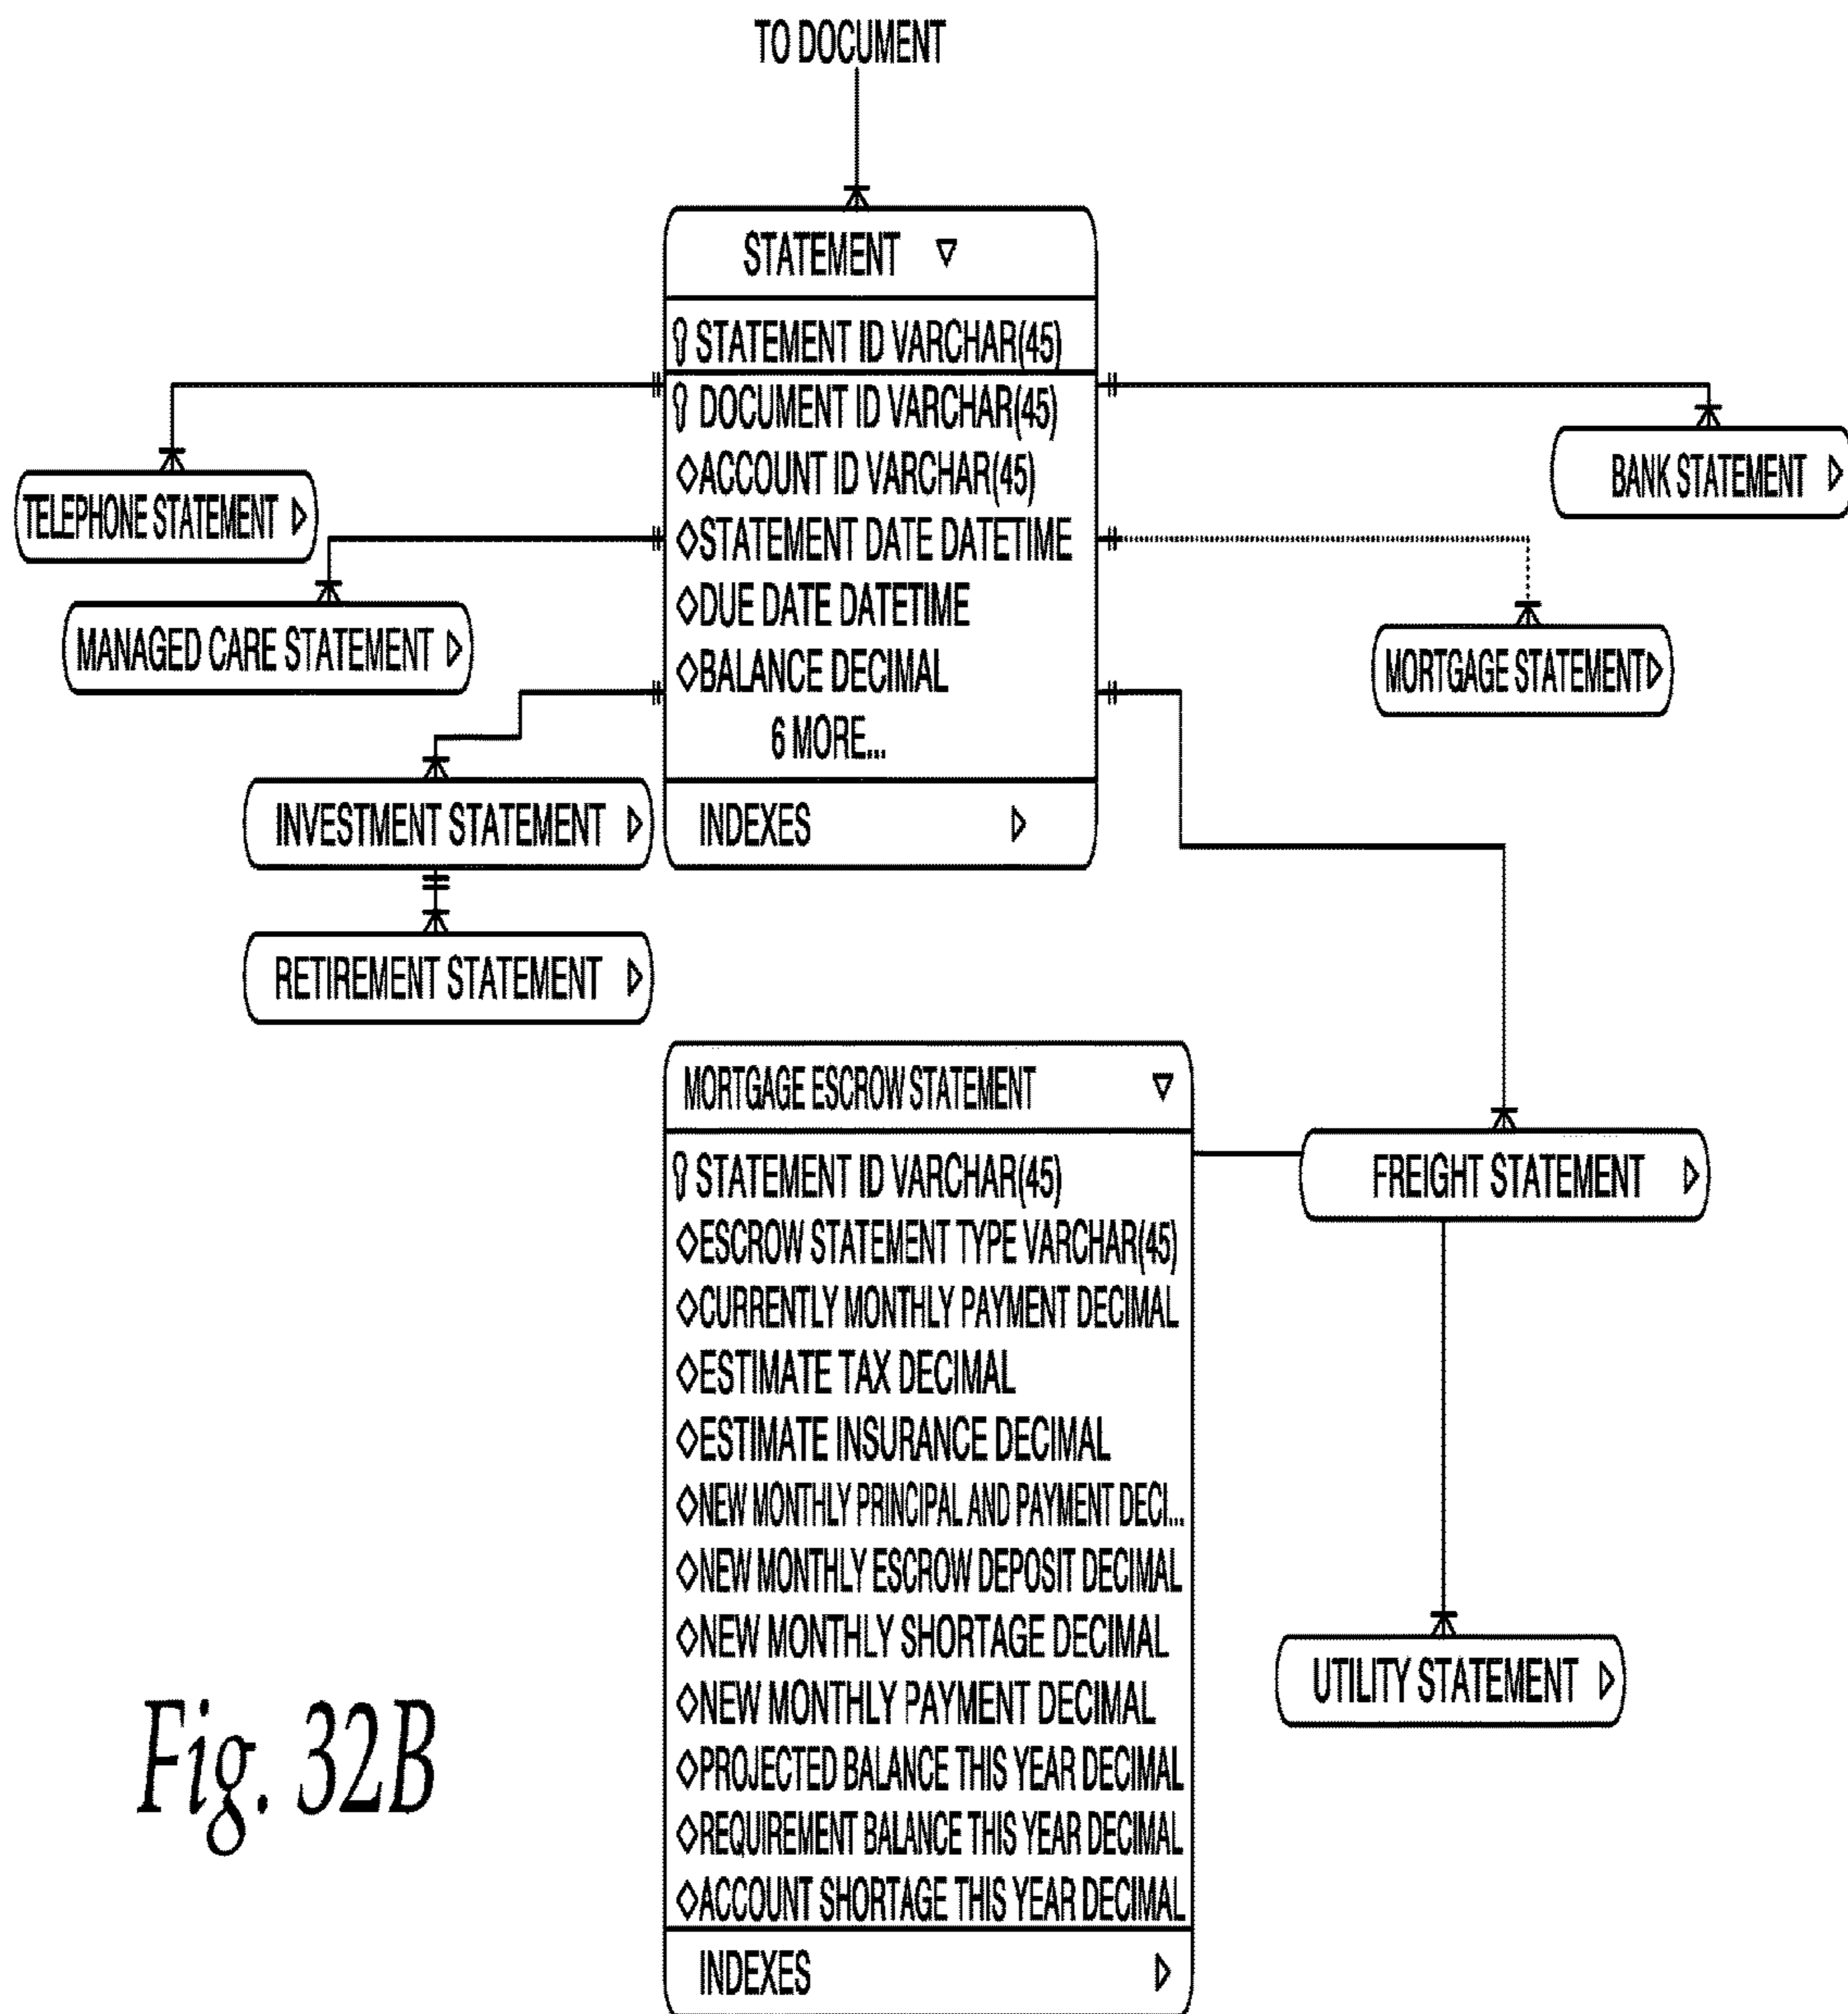 TO DOCUMENT
STATEMENT
STATEMENT ID VARCHAR(45)
DOCUMENT ID VARCHAR(45)
ACCOUNT ID VARCHAR(45)
STATEMENT DATE DATETIME
DUE DATE DATETIME
BALANCE DECIMAL
6 MORE...
INDEXES
TELEPHONE STATEMENT
MANAGED CARE STATEMENT
INVESTMENT STATEMENT
RETIREMENT STATEMENT
BANK STATEMENT
MORTGAGE STATEMENT
MORTGAGE ESCROW STATEMENT
STATEMENT ID VARCHAR(45)
ESCROW STATEMENT TYPE VARCHAR(45)
CURRENTLY MONTHLY PAYMENT DECIMAL
ESTIMATE TAX DECIMAL
ESTIMATE INSURANCE DECIMAL
NEW MONTHLY PRINCIPAL AND PAYMENT DECI...
NEW MONTHLY ESCROW DEPOSIT DECIMAL
NEW MONTHLY SHORTAGE DECIMAL
NEW MONTHLY PAYMENT DECIMAL
PROJECTED BALANCE THIS YEAR DECIMAL
REQUIREMENT BALANCE THIS YEAR DECIMAL
ACCOUNT SHORTAGE THIS YEAR DECIMAL
INDEXES
FREIGHT STATEMENT
UTILITY STATEMENT
Fig. 32B